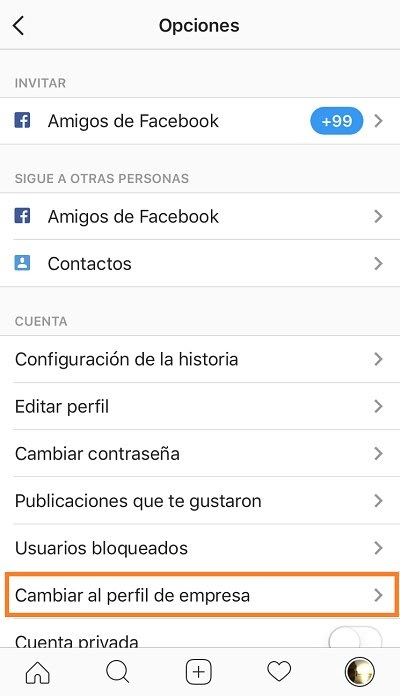 Opciones
INVITAR
Amigos de Facebook +99
SIGUE A OTRAS PERSONAS
Amigos de Facebook
Contactos
CUENTA
Configuración de la historia
Editar perfil
Cambiar contraseña
Publicaciones que te gustaron
Usuarios bloqueados
Cambiar al perfil de empresa
Cuenta privada